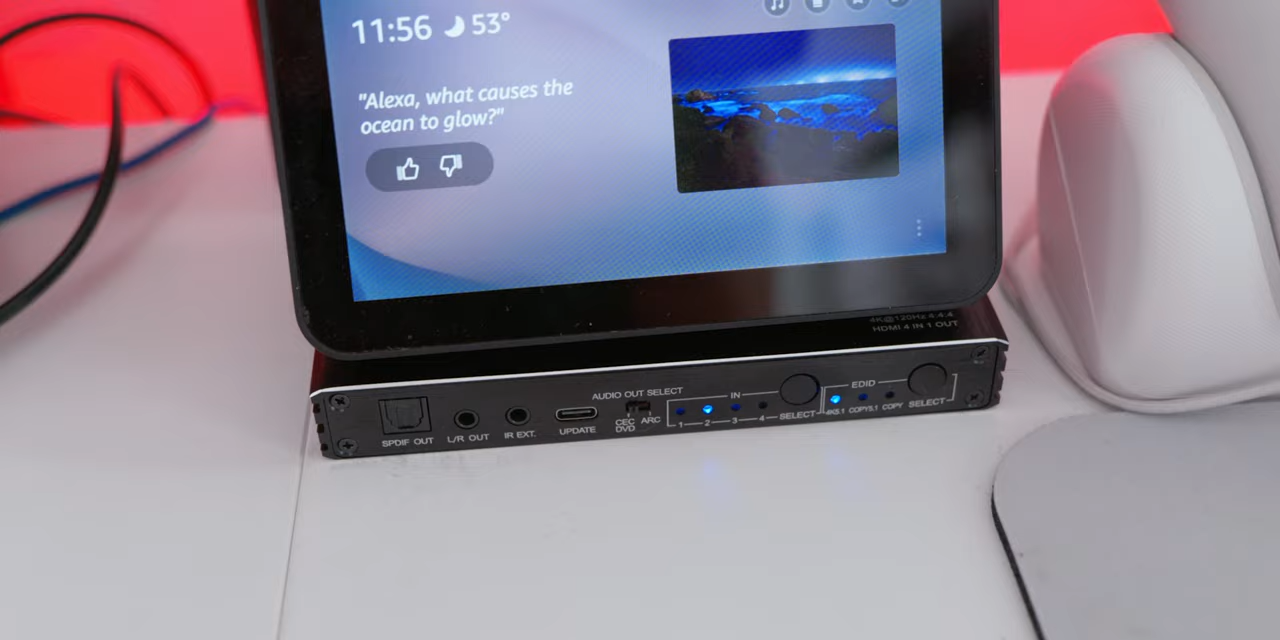 11:56 53°
"Alexa, what causes the
ocean to glow?"
4K@120Hz 4:4:4
HDMI 4 IN 1 OUT
AUDIO OUT SELECT
IN
EDID
SPDIF OUT
L/R OUT
IR EXT.
UPDATE
CEC
DVD
ARC
1 2 3 4
SELECT
4K5.1
COPY5.1
COPY
SELECT